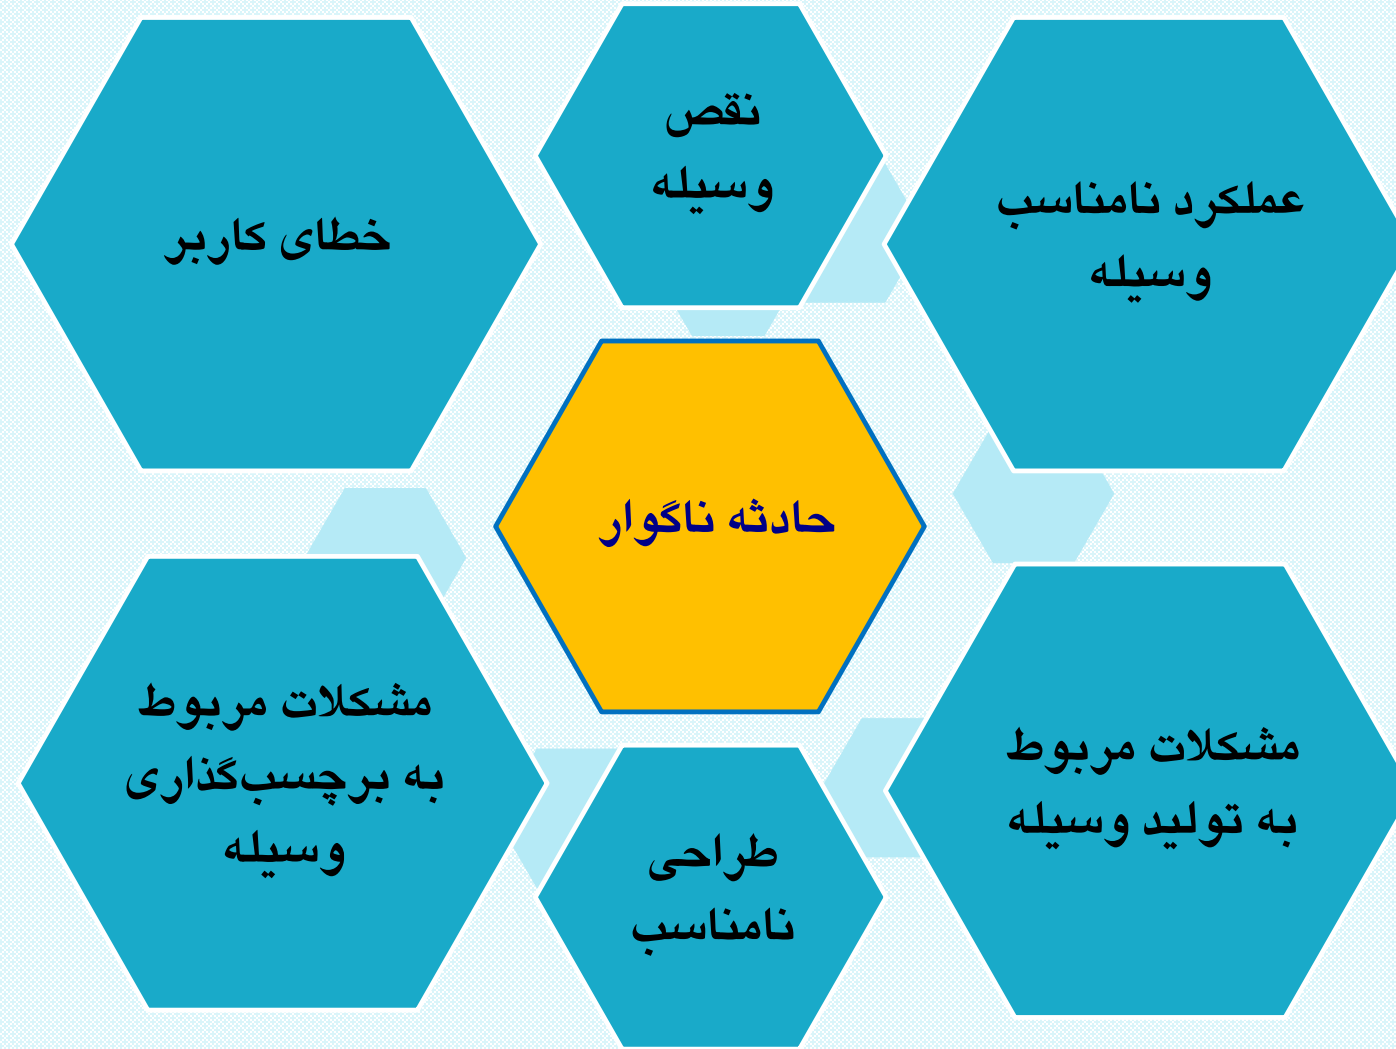 نقص
وسیله
عملکرد نامناسب
وسیله
خطای کاربر
حادثه ناگوار
مشکلات مربوط
به تولید وسیله
مشکلات مربوط
به برچسب‌گذاری
وسیله
طراحی
نامناسب